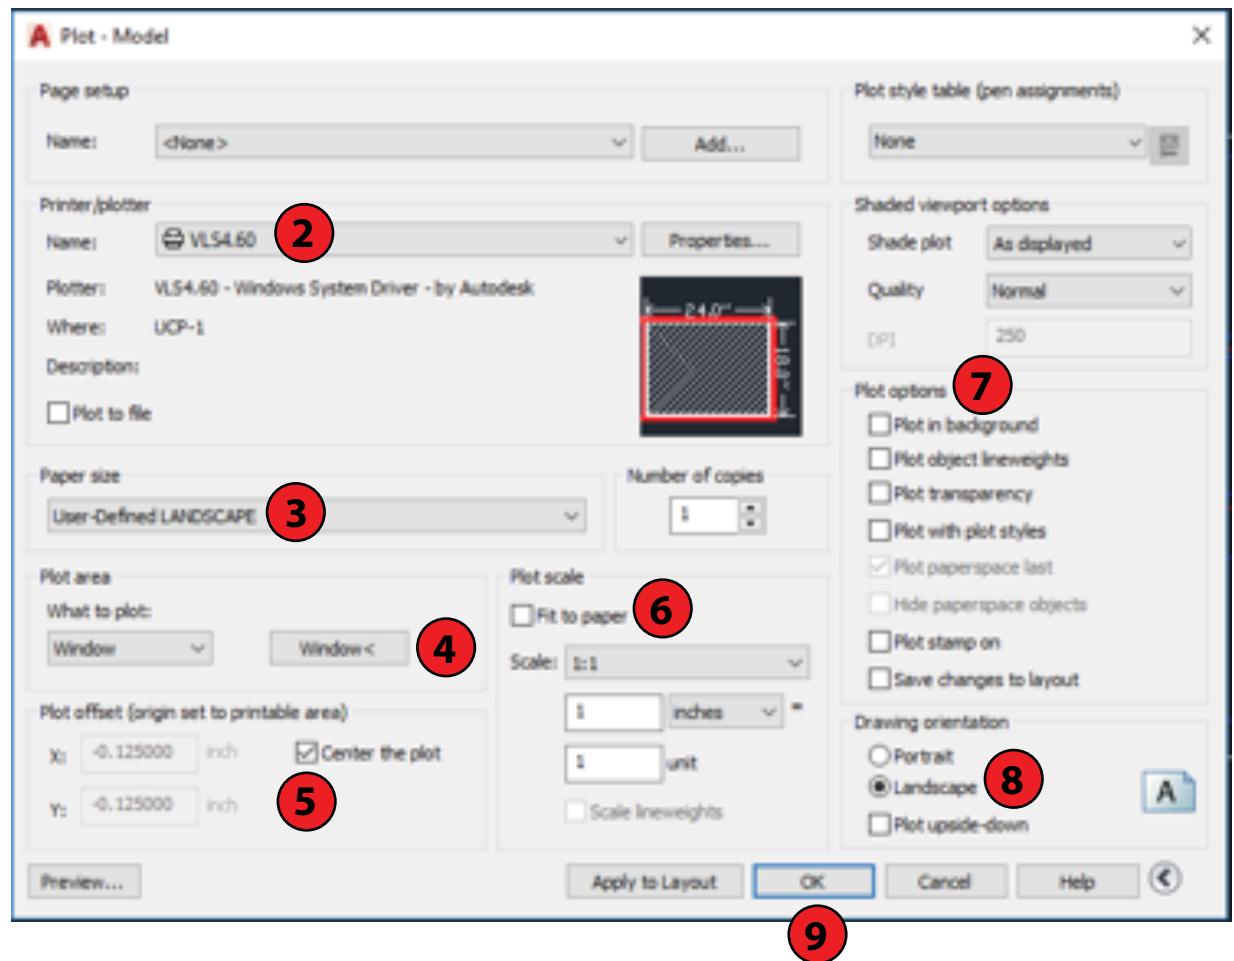 Plot - Model
Page setup
Name: <None> Add...
Printer/plotter
Name: VLS4.60 2 Properties...
Plotter: VLS4.60 - Windows System Driver - by Autodesk
Where: UCP-1
Description:
Plot to file
24.0"
18.0"
Paper size
User-Defined LANDSCAPE 3
Number of copies
1
Plot area
What to plot:
Window Window< 4
Plot offset (origin set to printable area)
X: -0.125000 inch Center the plot
Y: -0.125000 inch 5
Plot scale
Fit to paper 6
Scale: 1:1
1 inches =
1 unit
Scale lineweights
Plot style table (pen assignments)
None
Shaded viewport options
Shade plot As displayed
Quality Normal
DPI 250
Plot options 7
Plot in background
Plot object lineweights
Plot transparency
Plot with plot styles
Plot paperspace last
Hide paperspace objects
Plot stamp on
Save changes to layout
Drawing orientation
Portrait
Landscape 8
Plot upside-down
A
Preview... Apply to Layout OK Cancel Help
9